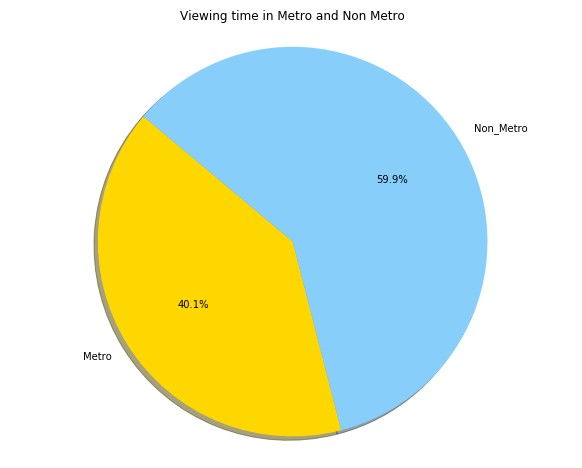 Viewing time in Metro and Non Metro
Non_Metro
59.9%
40.1%
Metro